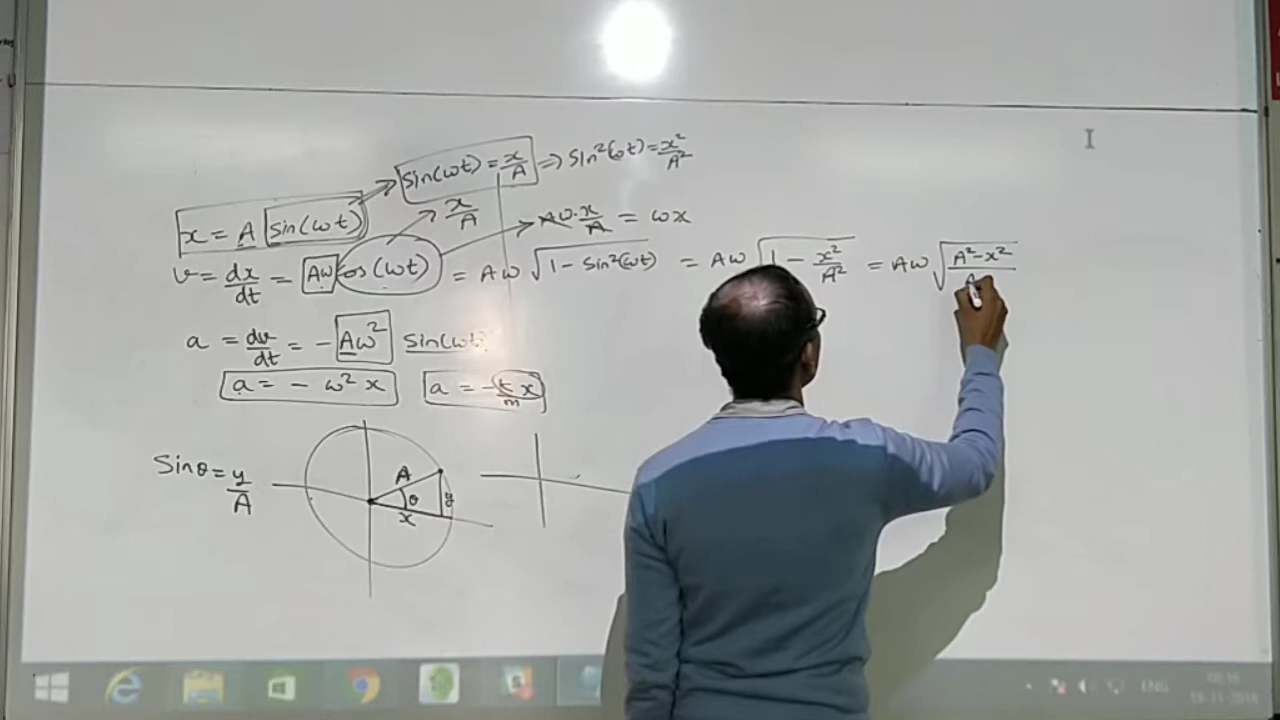 sin(ωt) = x/A ⇒ Sin²(ωt) = x²/A²
x = A sin(ωt)
x/A
Aω·x/A = ωx
v = dx/dt = Aω cos(ωt) = Aω √(1 − Sin²(ωt)) = Aω √(1 − x²/A²) = Aω √(A² − x²/A
a = dv/dt = − Aω² sin(ωt)
a = − ω² x
a = − k x/m
Sinθ = y/A
A
θ
y
x
ENG